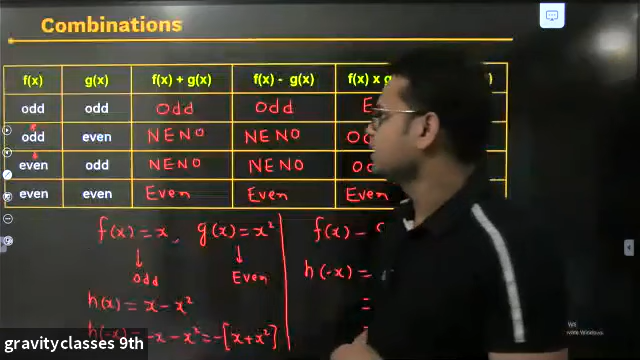 Combinations
f(x) g(x) f(x) + g(x) f(x) - g(x) f(x) x
odd odd Odd Odd
odd even NENO NENO
even odd NENO NENO
even even Even Even Even
f(x) = x, g(x) = x²
Odd Even
h(x) = x - x²
h(-x) = -x - x² = -[x + x²]
f(x) -
h(-x) =
=
gravityclasses 9th